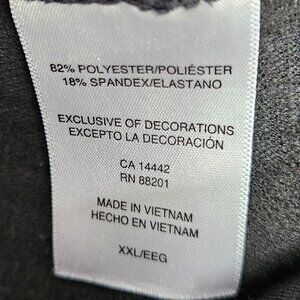 82% POLYESTER/POLIÉSTER
18% SPANDEX/ELASTANO
EXCLUSIVE OF DECORATIONS
EXCEPTO LA DECORACIÓN
CA 14442
RN 88201
MADE IN VIETNAM
HECHO EN VIETNAM
XXL/EEG